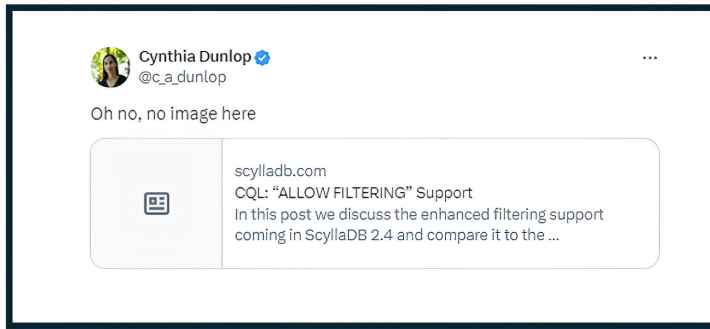 Cynthia Dunlop
@c_a_dunlop
Oh no, no image here
scylladb.com
CQL: “ALLOW FILTERING” Support
In this post we discuss the enhanced filtering support
coming in ScyllaDB 2.4 and compare it to the ...